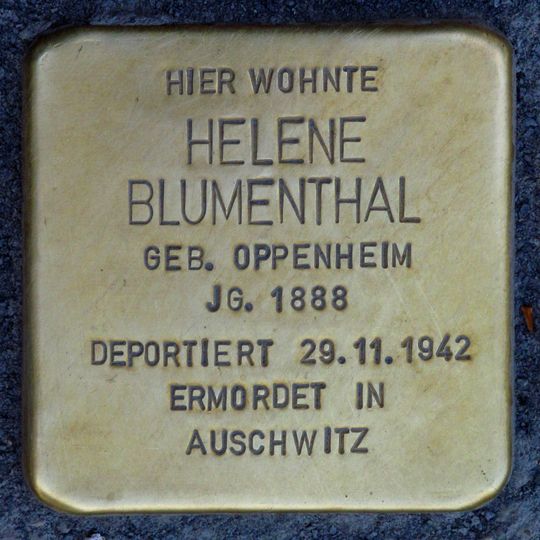 HIER WOHNTE
HELENE
BLUMENTHAL
GEB. OPPENHEIM
JG. 1888
DEPORTIERT 29.11.1942
ERMORDET IN
AUSCHWITZ